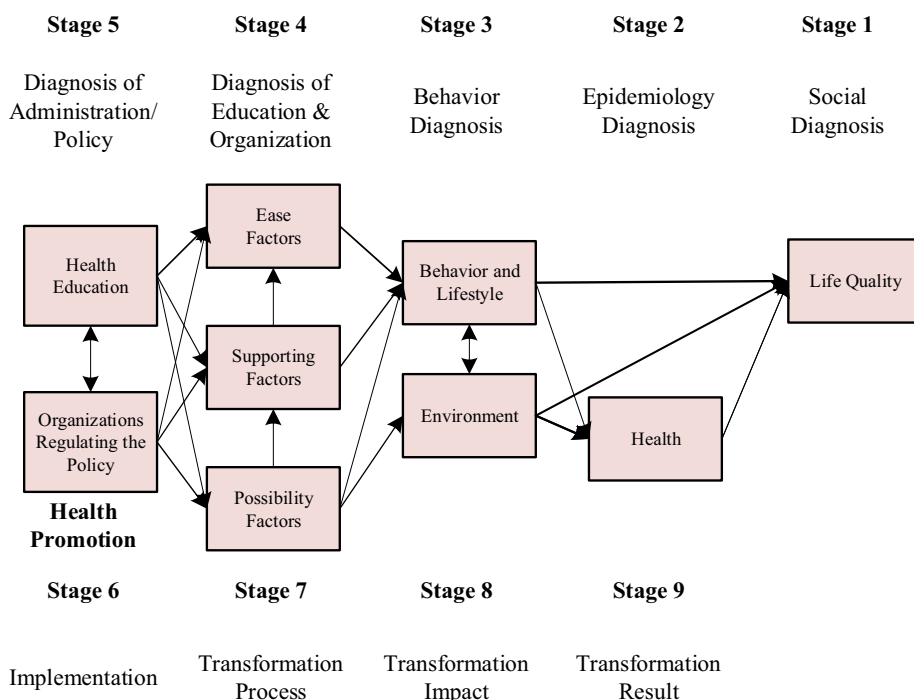 Stage 5
Stage 4
Stage 3
Stage 2
Stage 1
Diagnosis of
Administration/
Policy
Diagnosis of
Education &
Organization
Behavior
Diagnosis
Epidemiology
Diagnosis
Social
Diagnosis
Health
Education
Organizations
Regulating the
Policy
Health
Promotion
Ease
Factors
Supporting
Factors
Possibility
Factors
Behavior and
Lifestyle
Environment
Health
Life Quality
Stage 6
Stage 7
Stage 8
Stage 9
Implementation
Transformation
Process
Transformation
Impact
Transformation
Result